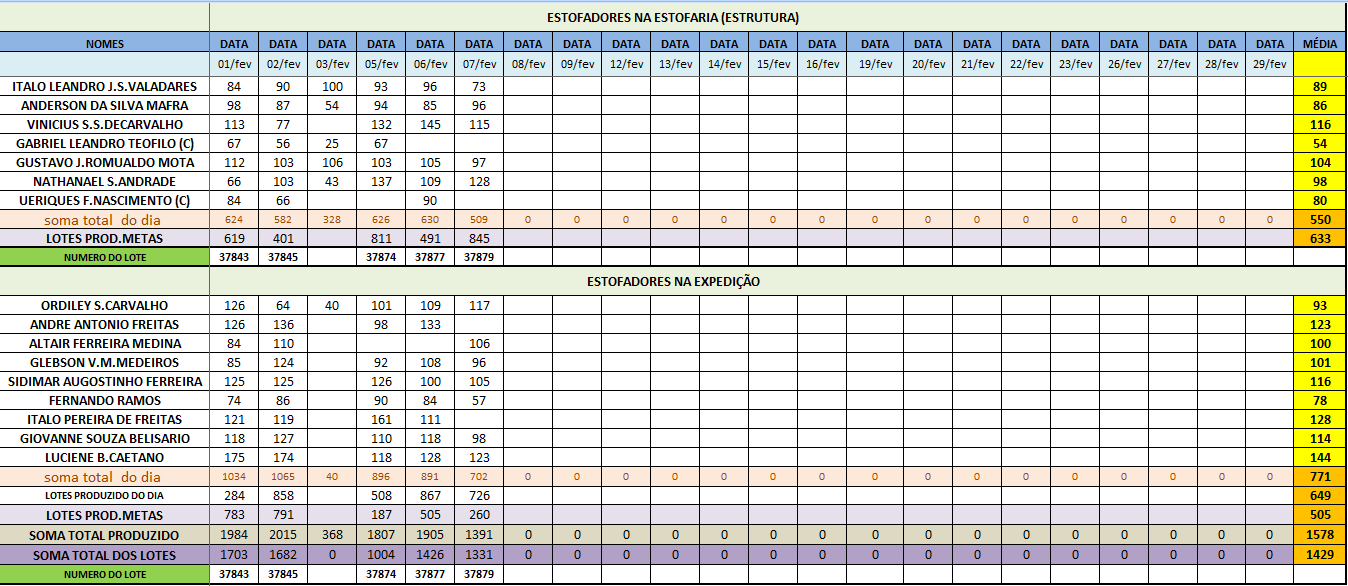 ESTOFADORES NA ESTOFARIA (ESTRUTURA)
NOMES DATA DATA DATA DATA DATA DATA DATA DATA DATA DATA DATA DATA DATA DATA DATA DATA DATA DATA DATA DATA DATA DATA MÉDIA
01/fev 02/fev 03/fev 05/fev 06/fev 07/fev 08/fev 09/fev 12/fev 13/fev 14/fev 15/fev 16/fev 19/fev 20/fev 21/fev 22/fev 23/fev 26/fev 27/fev 28/fev 29/fev
ITALO LEANDRO J.S.VALADARES 84 90 100 93 96 73 89
ANDERSON DA SILVA MAFRA 98 87 54 94 85 96 86
VINICIUS S.S.DECARVALHO 113 77 132 145 115 116
GABRIEL LEANDRO TEOFILO (C) 67 56 25 67 54
GUSTAVO J.ROMUALDO MOTA 112 103 106 103 105 97 104
NATHANAEL S.ANDRADE 66 103 43 137 109 128 98
UERIQUES F.NASCIMENTO (C) 84 66 90 80
soma total do dia 624 582 328 626 630 509 0 0 0 0 0 0 0 0 0 0 0 0 0 0 0 0 550
LOTES PROD.METAS 619 401 811 491 845 633
NUMERO DO LOTE 37843 37845 37874 37877 37879
ESTOFADORES NA EXPEDIÇÃO
ORDILEY S.CARVALHO 126 64 40 101 109 117 93
ANDRE ANTONIO FREITAS 126 136 98 133 123
ALTAIR FERREIRA MEDINA 84 110 106 100
GLEBSON V.M.MEDEIROS 85 124 92 108 96 101
SIDIMAR AUGOSTINHO FERREIRA 125 125 126 100 105 116
FERNANDO RAMOS 74 86 90 84 57 78
ITALO PEREIRA DE FREITAS 121 119 161 111 128
GIOVANNE SOUZA BELISARIO 118 127 110 118 98 114
LUCIENE B.CAETANO 175 174 118 128 123 144
soma total do dia 1034 1065 40 896 891 702 0 0 0 0 0 0 0 0 0 0 0 0 0 0 0 0 771
LOTES PRODUZIDO DO DIA 284 858 508 867 726 649
LOTES PROD.METAS 783 791 187 505 260 505
SOMA TOTAL PRODUZIDO 1984 2015 368 1807 1905 1391 0 0 0 0 0 0 0 0 0 0 0 0 0 0 0 0 1578
SOMA TOTAL DOS LOTES 1703 1682 0 1004 1426 1331 0 0 0 0 0 0 0 0 0 0 0 0 0 0 0 0 1429
NUMERO DO LOTE 37843 37845 37874 37877 37879